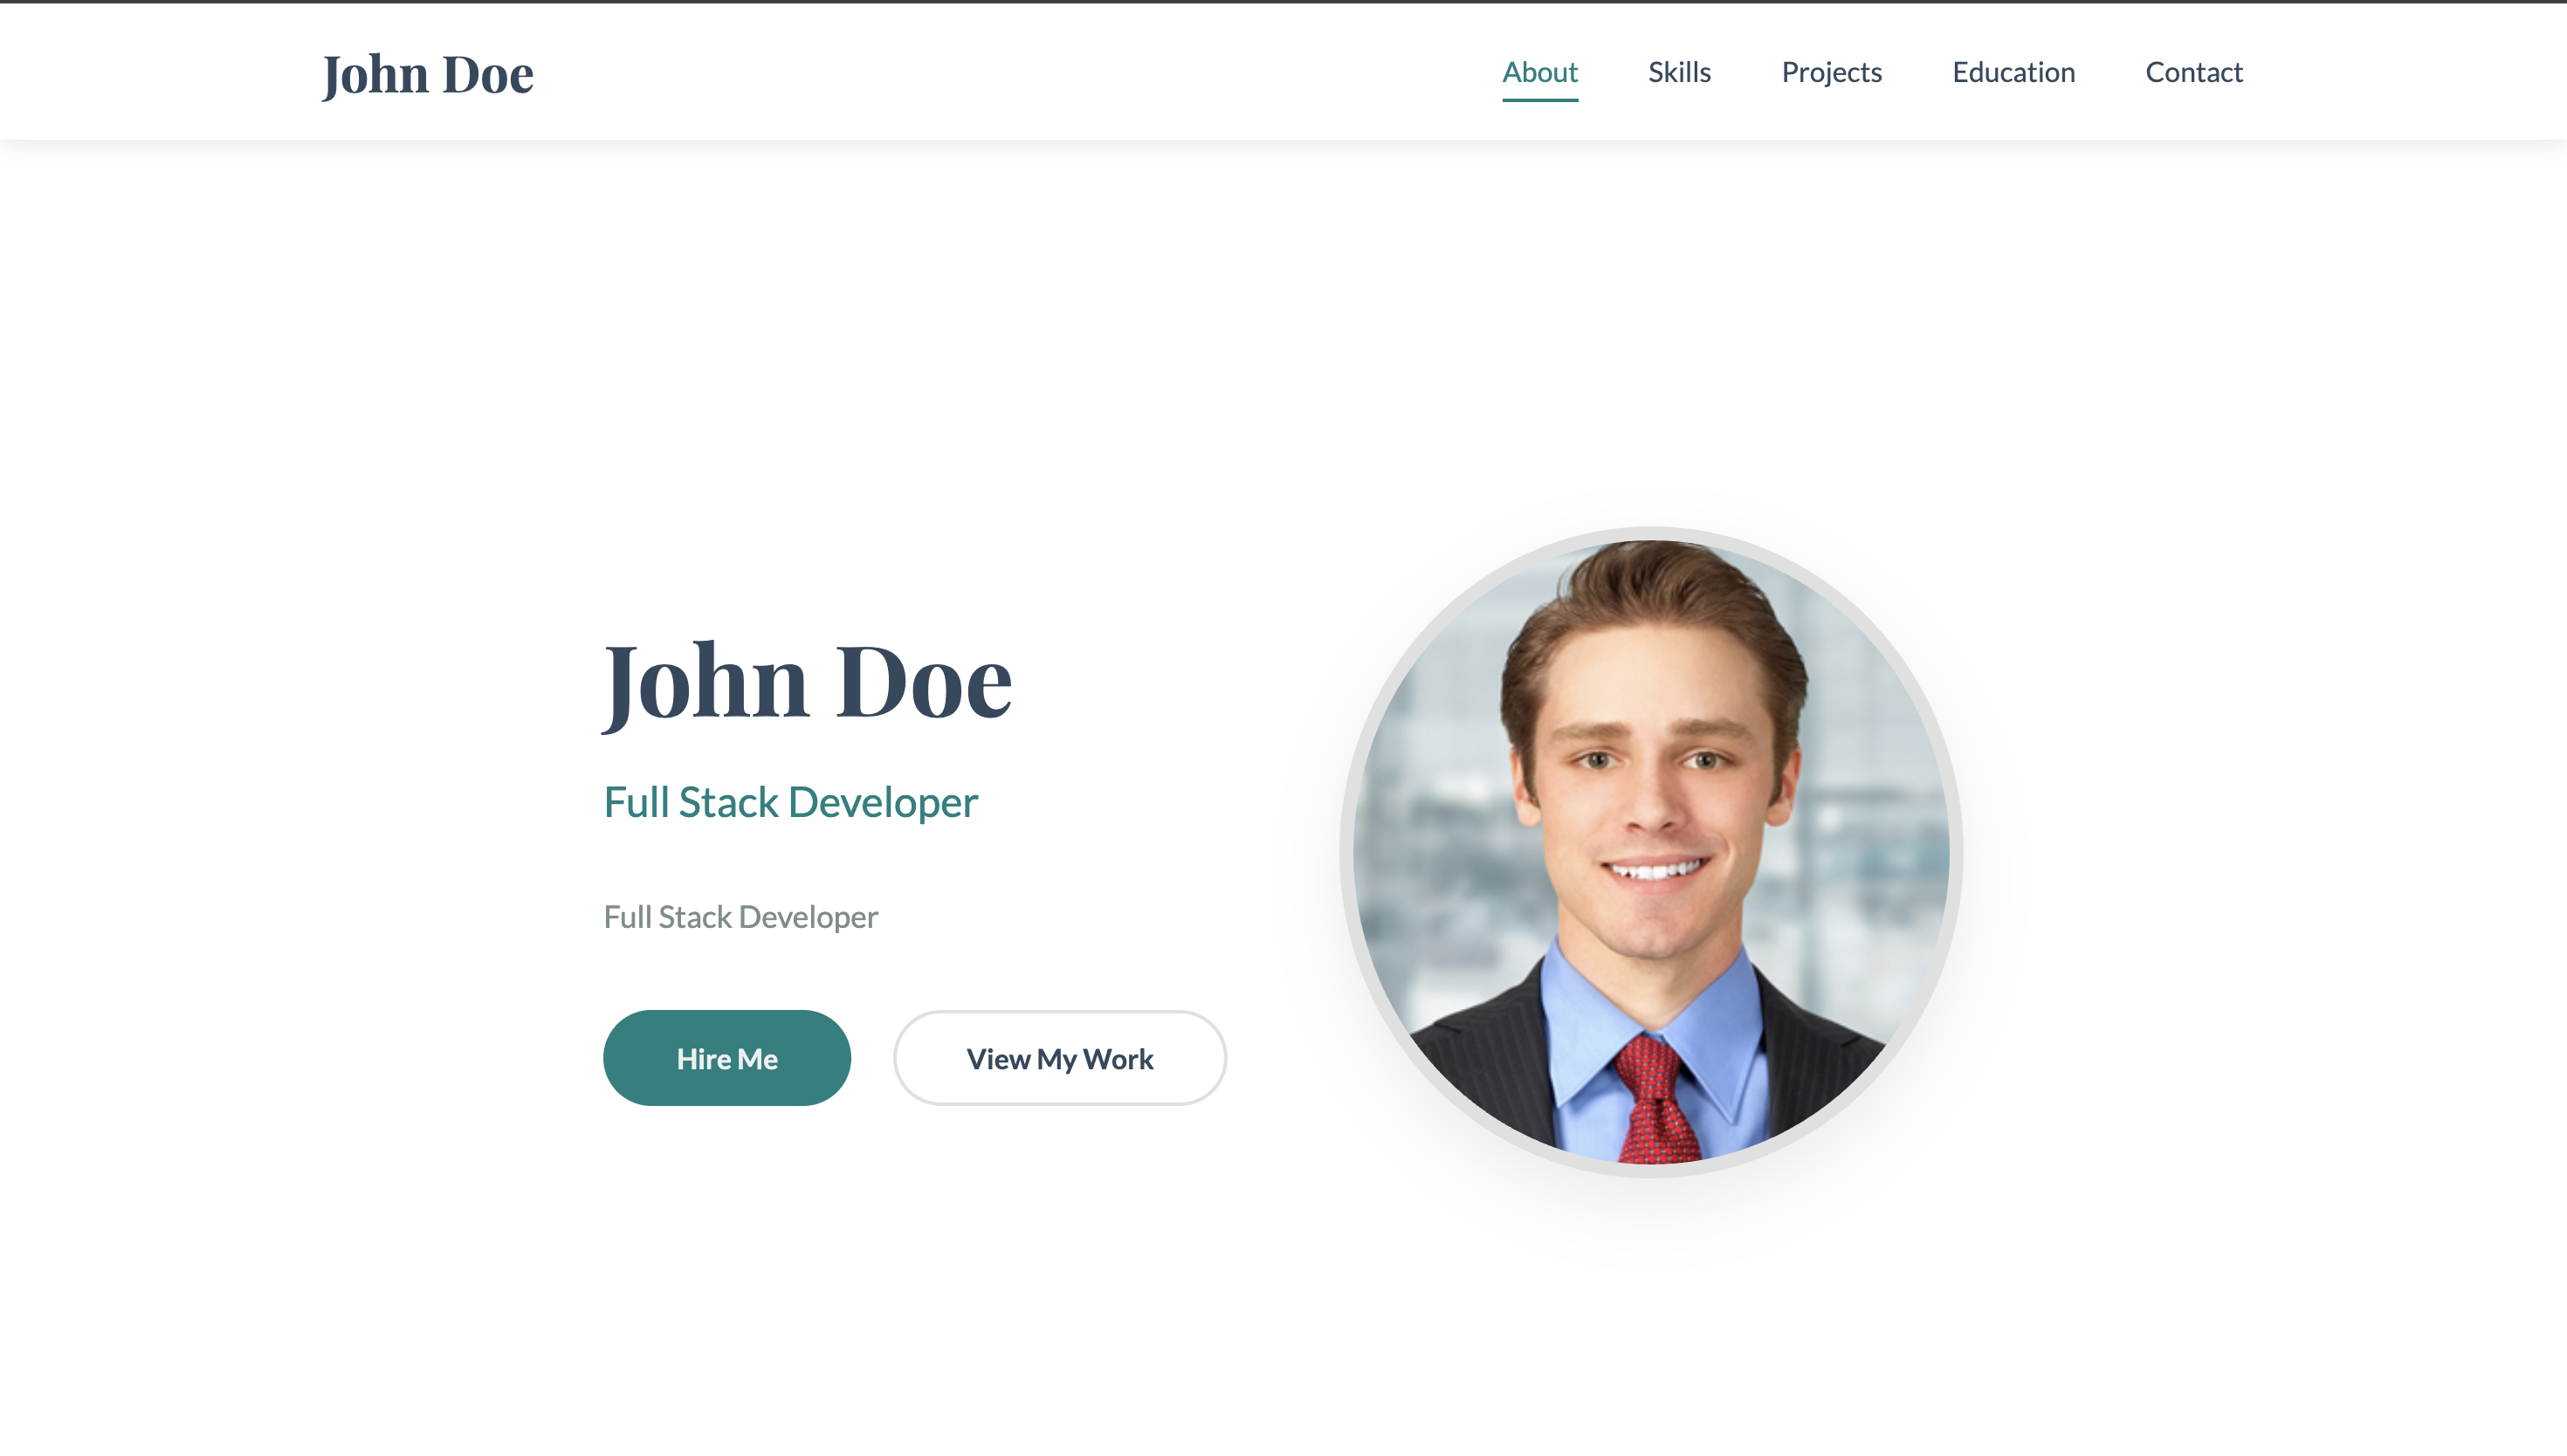 John Doe
About Skills Projects Education Contact
John Doe
Full Stack Developer
Full Stack Developer
Hire Me
View My Work